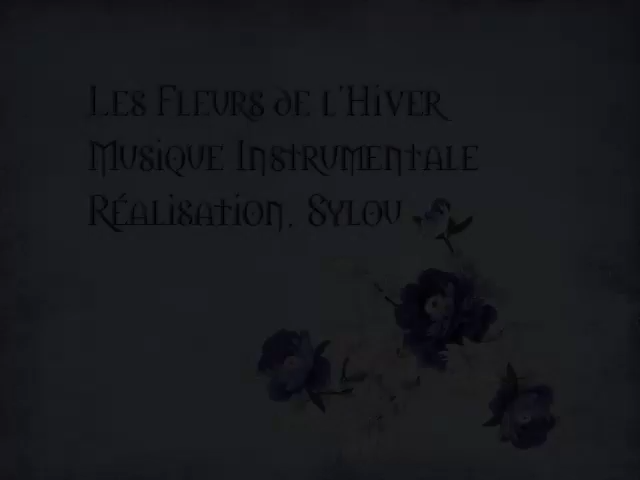 Les Fleurs de l'Hiver
Musique Instrumentale
Réalisation. Sylou